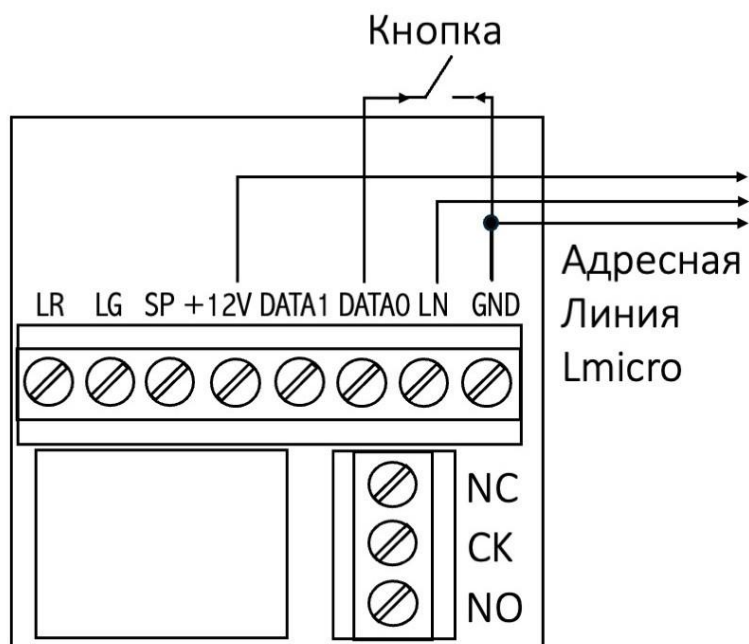 Кнопка
Адресная
Линия
Lmicro
LR LG SP +12V DATA1 DATA0 LN GND
NC
CK
NO